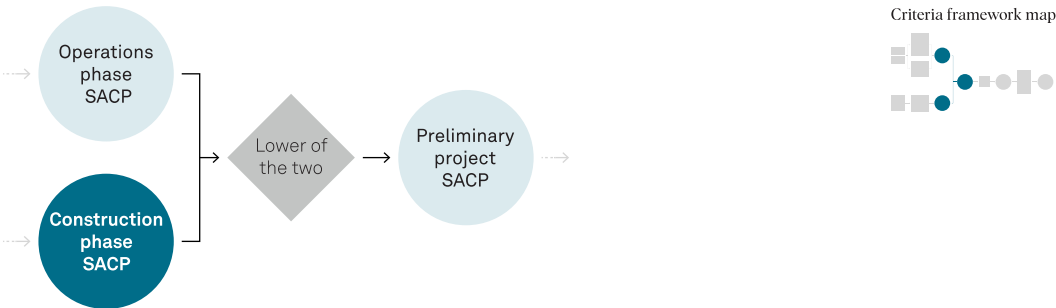 Criteria framework map
Operations
phase
SACP
Lower of
the two
Preliminary
project
SACP
Construction
phase
SACP